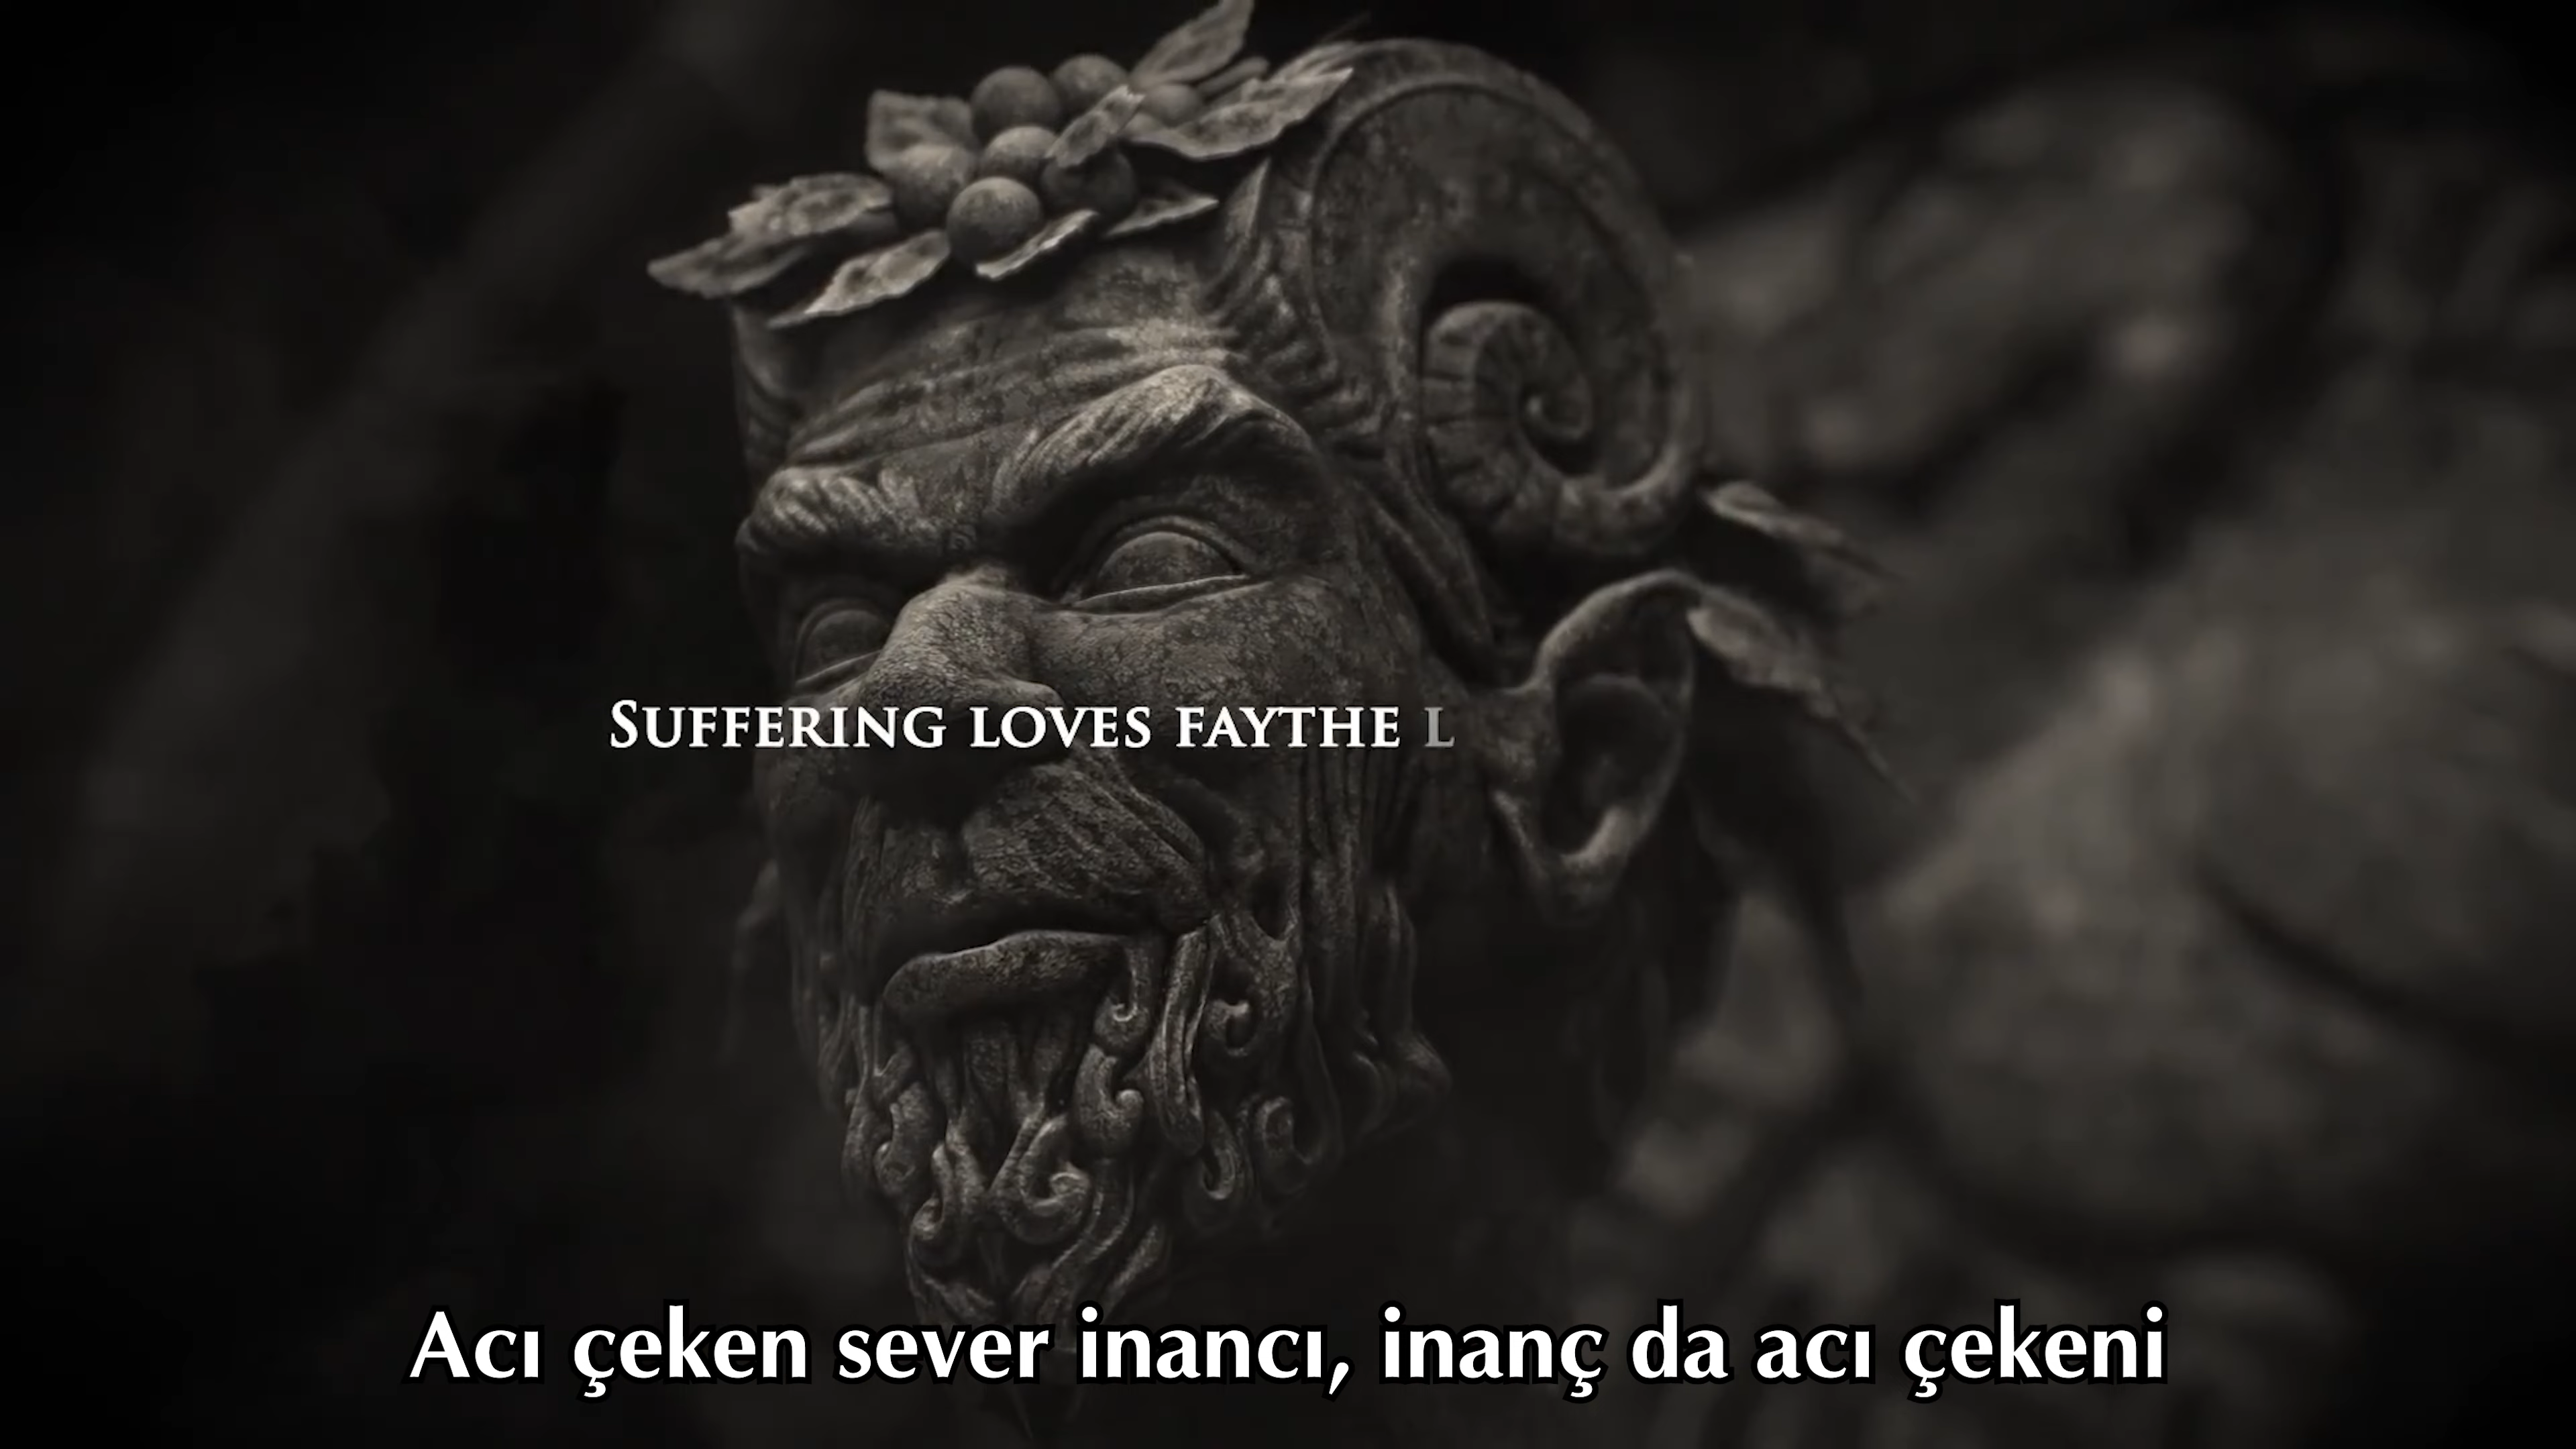 Suffering loves faythe l
Acı çeken sever inancı, inanç da acı çekeni